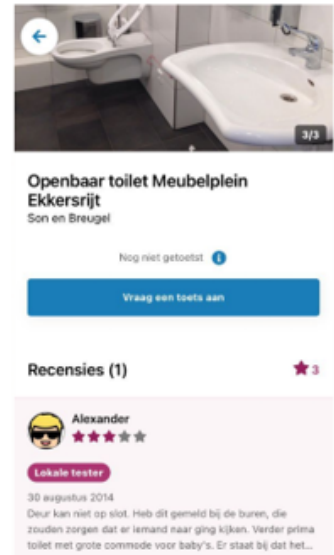 3/3
Openbaar toilet Meubelplein
Ekkersrijt
Son en Breugel
Nog niet getoetst i
Vraag een toets aan
Recensies (1)
3
Alexander
Lokale tester
30 augustus 2014
Deur kan niet op slot. Heb dit gemeld bij de buren, die
zouden zorgen dat er iemand naar ging kijken. Verder prima
toilet met grote commode voor baby's. Er staat bij dat het...